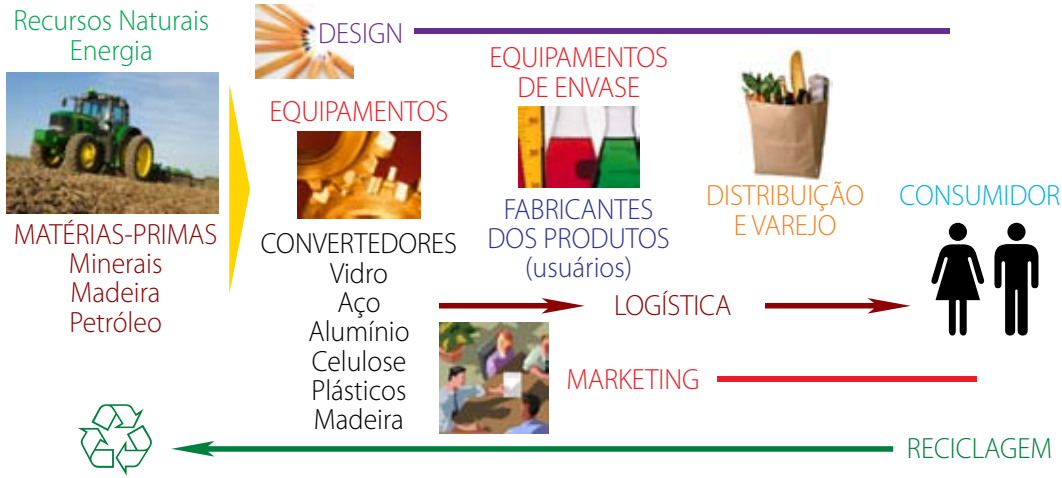 Recursos Naturais
Energia
MATÉRIAS-PRIMAS
Minerais
Madeira
Petróleo
DESIGN
EQUIPAMENTOS
CONVERTEDORES
Vidro
Aço
Alumínio
Celulose
Plásticos
Madeira
EQUIPAMENTOS
DE ENVASE
FABRICANTES
DOS PRODUTOS
(usuários)
DISTRIBUIÇÃO
E VAREJO
CONSUMIDOR
LOGÍSTICA
MARKETING
RECICLAGEM